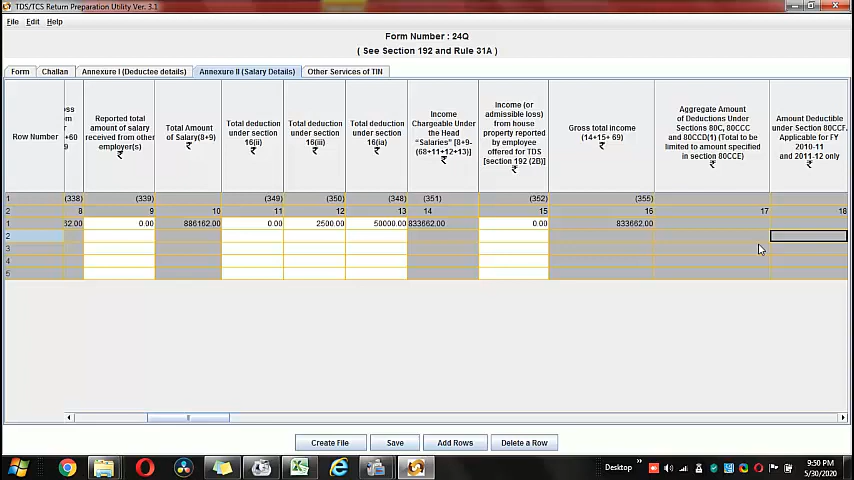 TDS/TCS Return Preparation Utility Ver. 3.1
File Edit Help
Form Number : 24Q
( See Section 192 and Rule 31A )
Form Challan Annexure I (Deductee details) Annexure II (Salary Details) Other Services of TIN
Row Number
oss
om
er
+60
9)
Reported total
amount of salary
received from other
employer(s)
₹
Total Amount
of Salary(8+9)
₹
Total deduction
under section
16(ii)
₹
Total deduction
under section
16(iii)
₹
Total deduction
under section
16(ia)
₹
Income
Chargeable Under
the Head
"Salaries" [8+9-
(68+11+12+13)]
₹
Income (or
admissible loss)
from house
property reported
by employee
offered for TDS
[section 192 (2B)]
₹
Gross total income
(14+15+ 69)
₹
Aggregate Amount
of Deductions Under
Sections 80C, 80CCC
and 80CCD(1) (Total to be
limited to amount specified
in section 80CCE)
₹
Amount Deductible
under Section 80CCF.
Applicable for FY
2010-11
and 2011-12 only
₹
1 (338) (339) (349) (350) (348) (351) (352) (355)
2 8 9 10 11 12 13 14 15 16 17 18
1 62.00 0.00 886162.00 0.00 2500.00 50000.00 833662.00 0.00 833662.00
2
3
4
5
Create File Save Add Rows Delete a Row
Desktop » 9:50 PM
5/30/2020